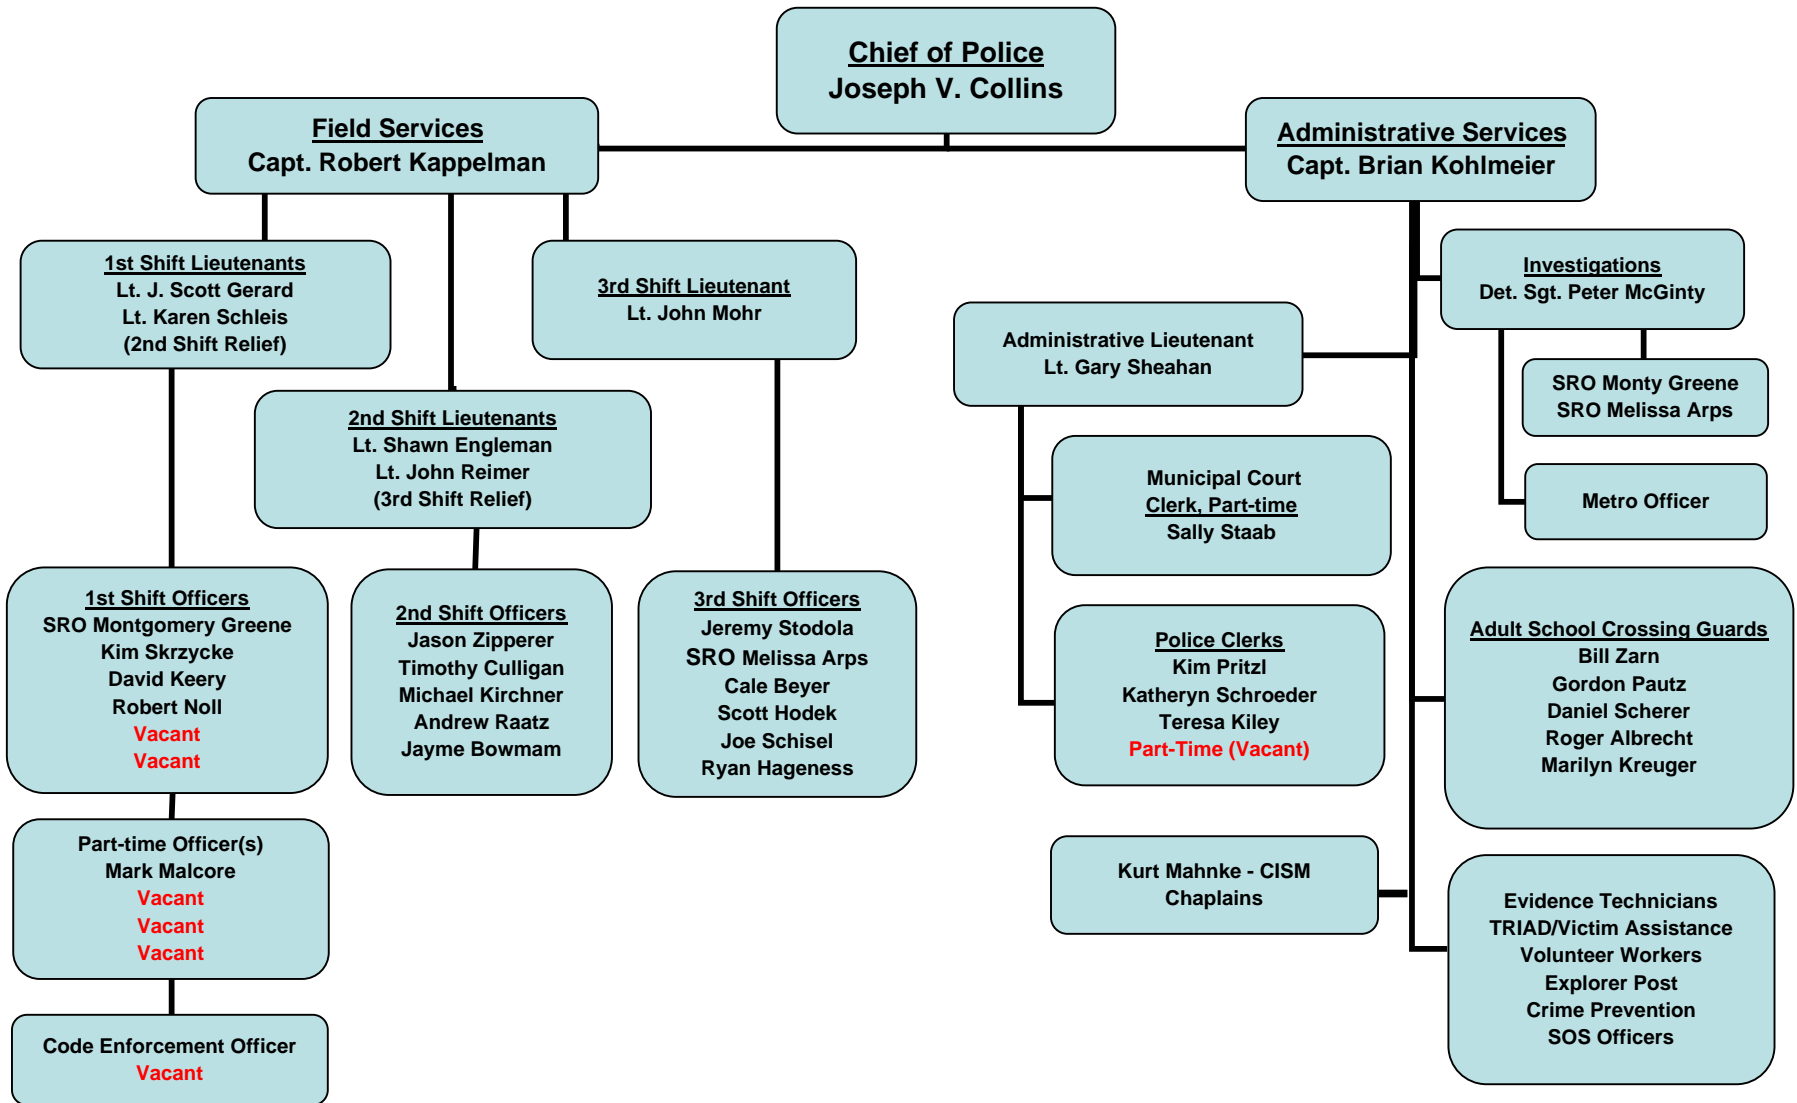 Chief of Police
Joseph V. Collins
Field Services
Capt. Robert Kappelman
Administrative Services
Capt. Brian Kohlmeier
1st Shift Lieutenants
Lt. J. Scott Gerard
Lt. Karen Schleis
(2nd Shift Relief)
3rd Shift Lieutenant
Lt. John Mohr
2nd Shift Lieutenants
Lt. Shawn Engleman
Lt. John Reimer
(3rd Shift Relief)
1st Shift Officers
SRO Montgomery Greene
Kim Skrzycke
David Keery
Robert Noll
Vacant
Vacant
2nd Shift Officers
Jason Zipperer
Timothy Culligan
Michael Kirchner
Andrew Raatz
Jayme Bowmam
3rd Shift Officers
Jeremy Stodola
SRO Melissa Arps
Cale Beyer
Scott Hodek
Joe Schisel
Ryan Hageness
Part-time Officer(s)
Mark Malcore
Vacant
Vacant
Vacant
Code Enforcement Officer
Vacant
Investigations
Det. Sgt. Peter McGinty
SRO Monty Greene
SRO Melissa Arps
Metro Officer
Administrative Lieutenant
Lt. Gary Sheahan
Municipal Court
Clerk, Part-time
Sally Staab
Police Clerks
Kim Pritzl
Katheryn Schroeder
Teresa Kiley
Part-Time (Vacant)
Adult School Crossing Guards
Bill Zarn
Gordon Pautz
Daniel Scherer
Roger Albrecht
Marilyn Kreuger
Kurt Mahnke - CISM
Chaplains
Evidence Technicians
TRIAD/Victim Assistance
Volunteer Workers
Explorer Post
Crime Prevention
SOS Officers